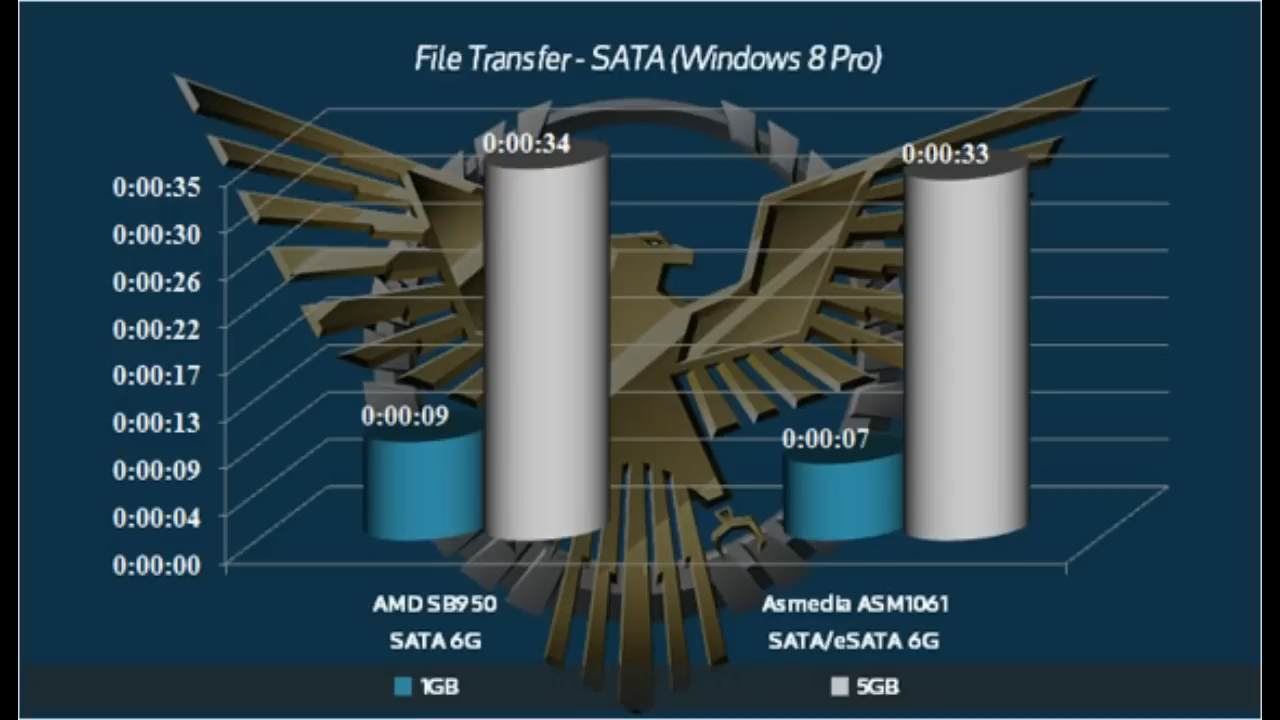 File Transfer - SATA (Windows 8 Pro)
0:00:34
0:00:33
0:00:35
0:00:30
0:00:26
0:00:22
0:00:17
0:00:13
0:00:09
0:00:04
0:00:00
0:00:09
0:00:07
AMD SB950
SATA 6G
Asmedia ASM1061
SATA/eSATA 6G
1GB
5GB